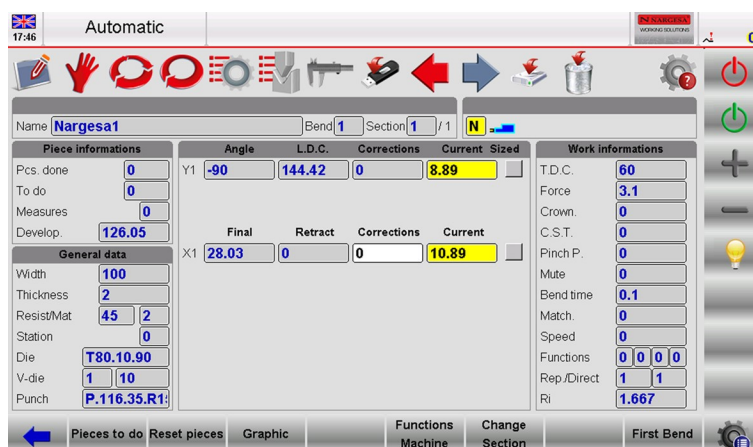 17:46 Automatic NARGESA
WORKING SOLUTIONS
Name Nargesa1 Bend 1 Section 1 / 1 N
Piece informations
Pcs. done 0
To do 0
Measures 0
Develop. 126.05
General data
Width 100
Thickness 2
Resist/Mat 45 2
Station 0
Die T80.10.90
V-die 1 10
Punch P.116.35.R1
Angle L.D.C. Corrections Current Sized
Y1 -90 144.42 0 8.89
Final Retract Corrections Current
X1 28.03 0 0 10.89
Work informations
T.D.C. 60
Force 3.1
Crown. 0
C.S.T. 0
Pinch P. 0
Mute 0
Bend time 0.1
Match. 0
Speed 0
Functions 0 0 0 0
Rep./Direct 1 1
Ri 1.667
Pieces to do Reset pieces Graphic Functions Machine Change Section First Bend